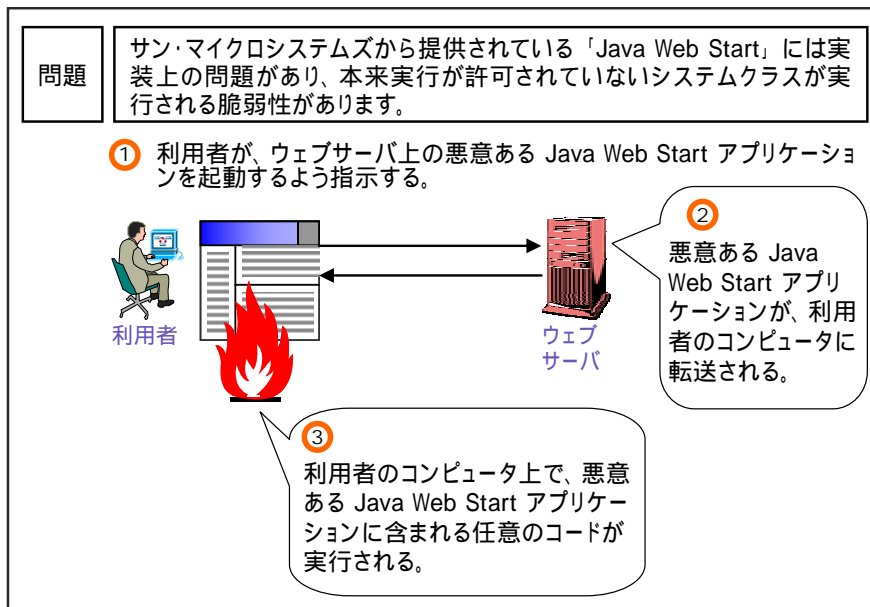 問題
サン・マイクロシステムズから提供されている「Java Web Start」には実
装上の問題があり、本来実行が許可されていないシステムクラスが実
行される脆弱性があります。
① 利用者が、ウェブサーバ上の悪意ある Java Web Start アプリケーショ
ンを起動するよう指示する。
利用者
ウェブ
サーバ
②
悪意ある Java
Web Start アプリ
ケーションが、利用
者のコンピュータに
転送される。
③
利用者のコンピュータ上で、悪意
ある Java Web Start アプリケー
ションに含まれる任意のコードが
実行される。